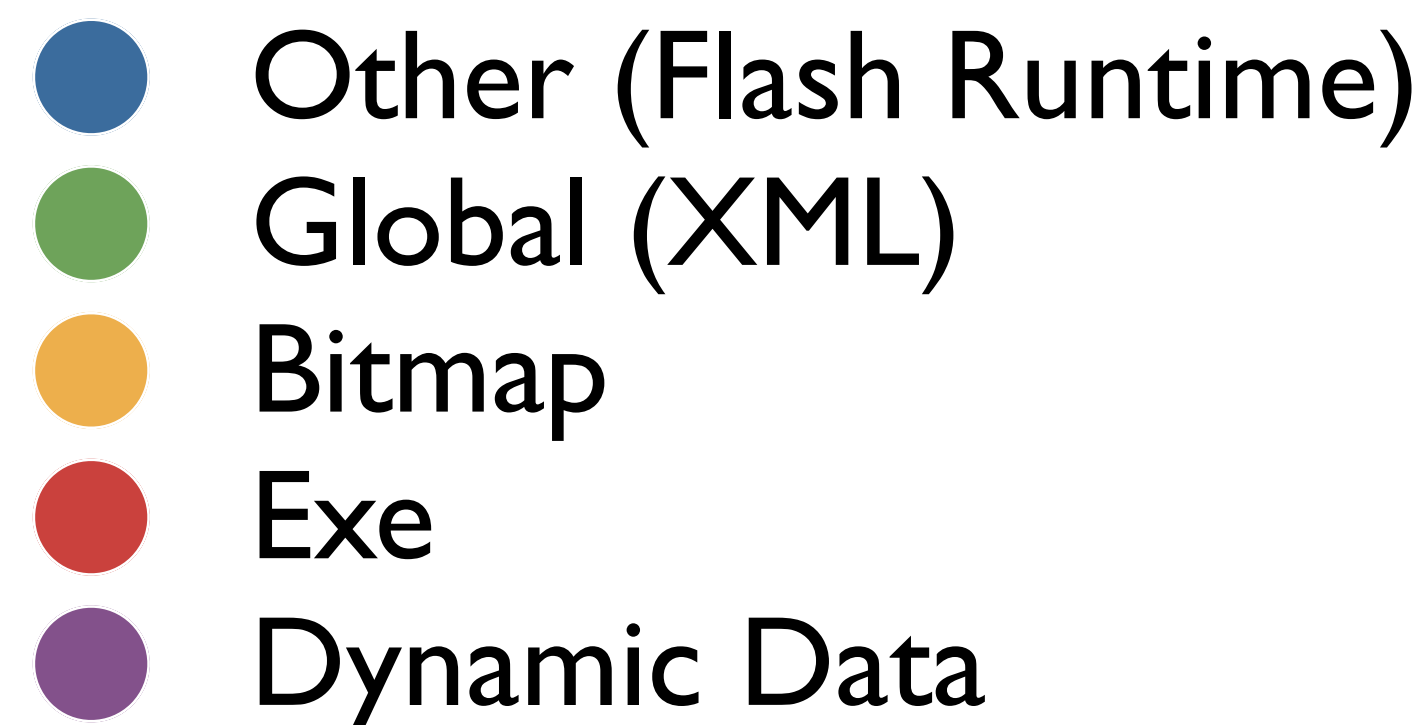 Other (Flash Runtime)
Global (XML)
Bitmap
Exe
Dynamic Data